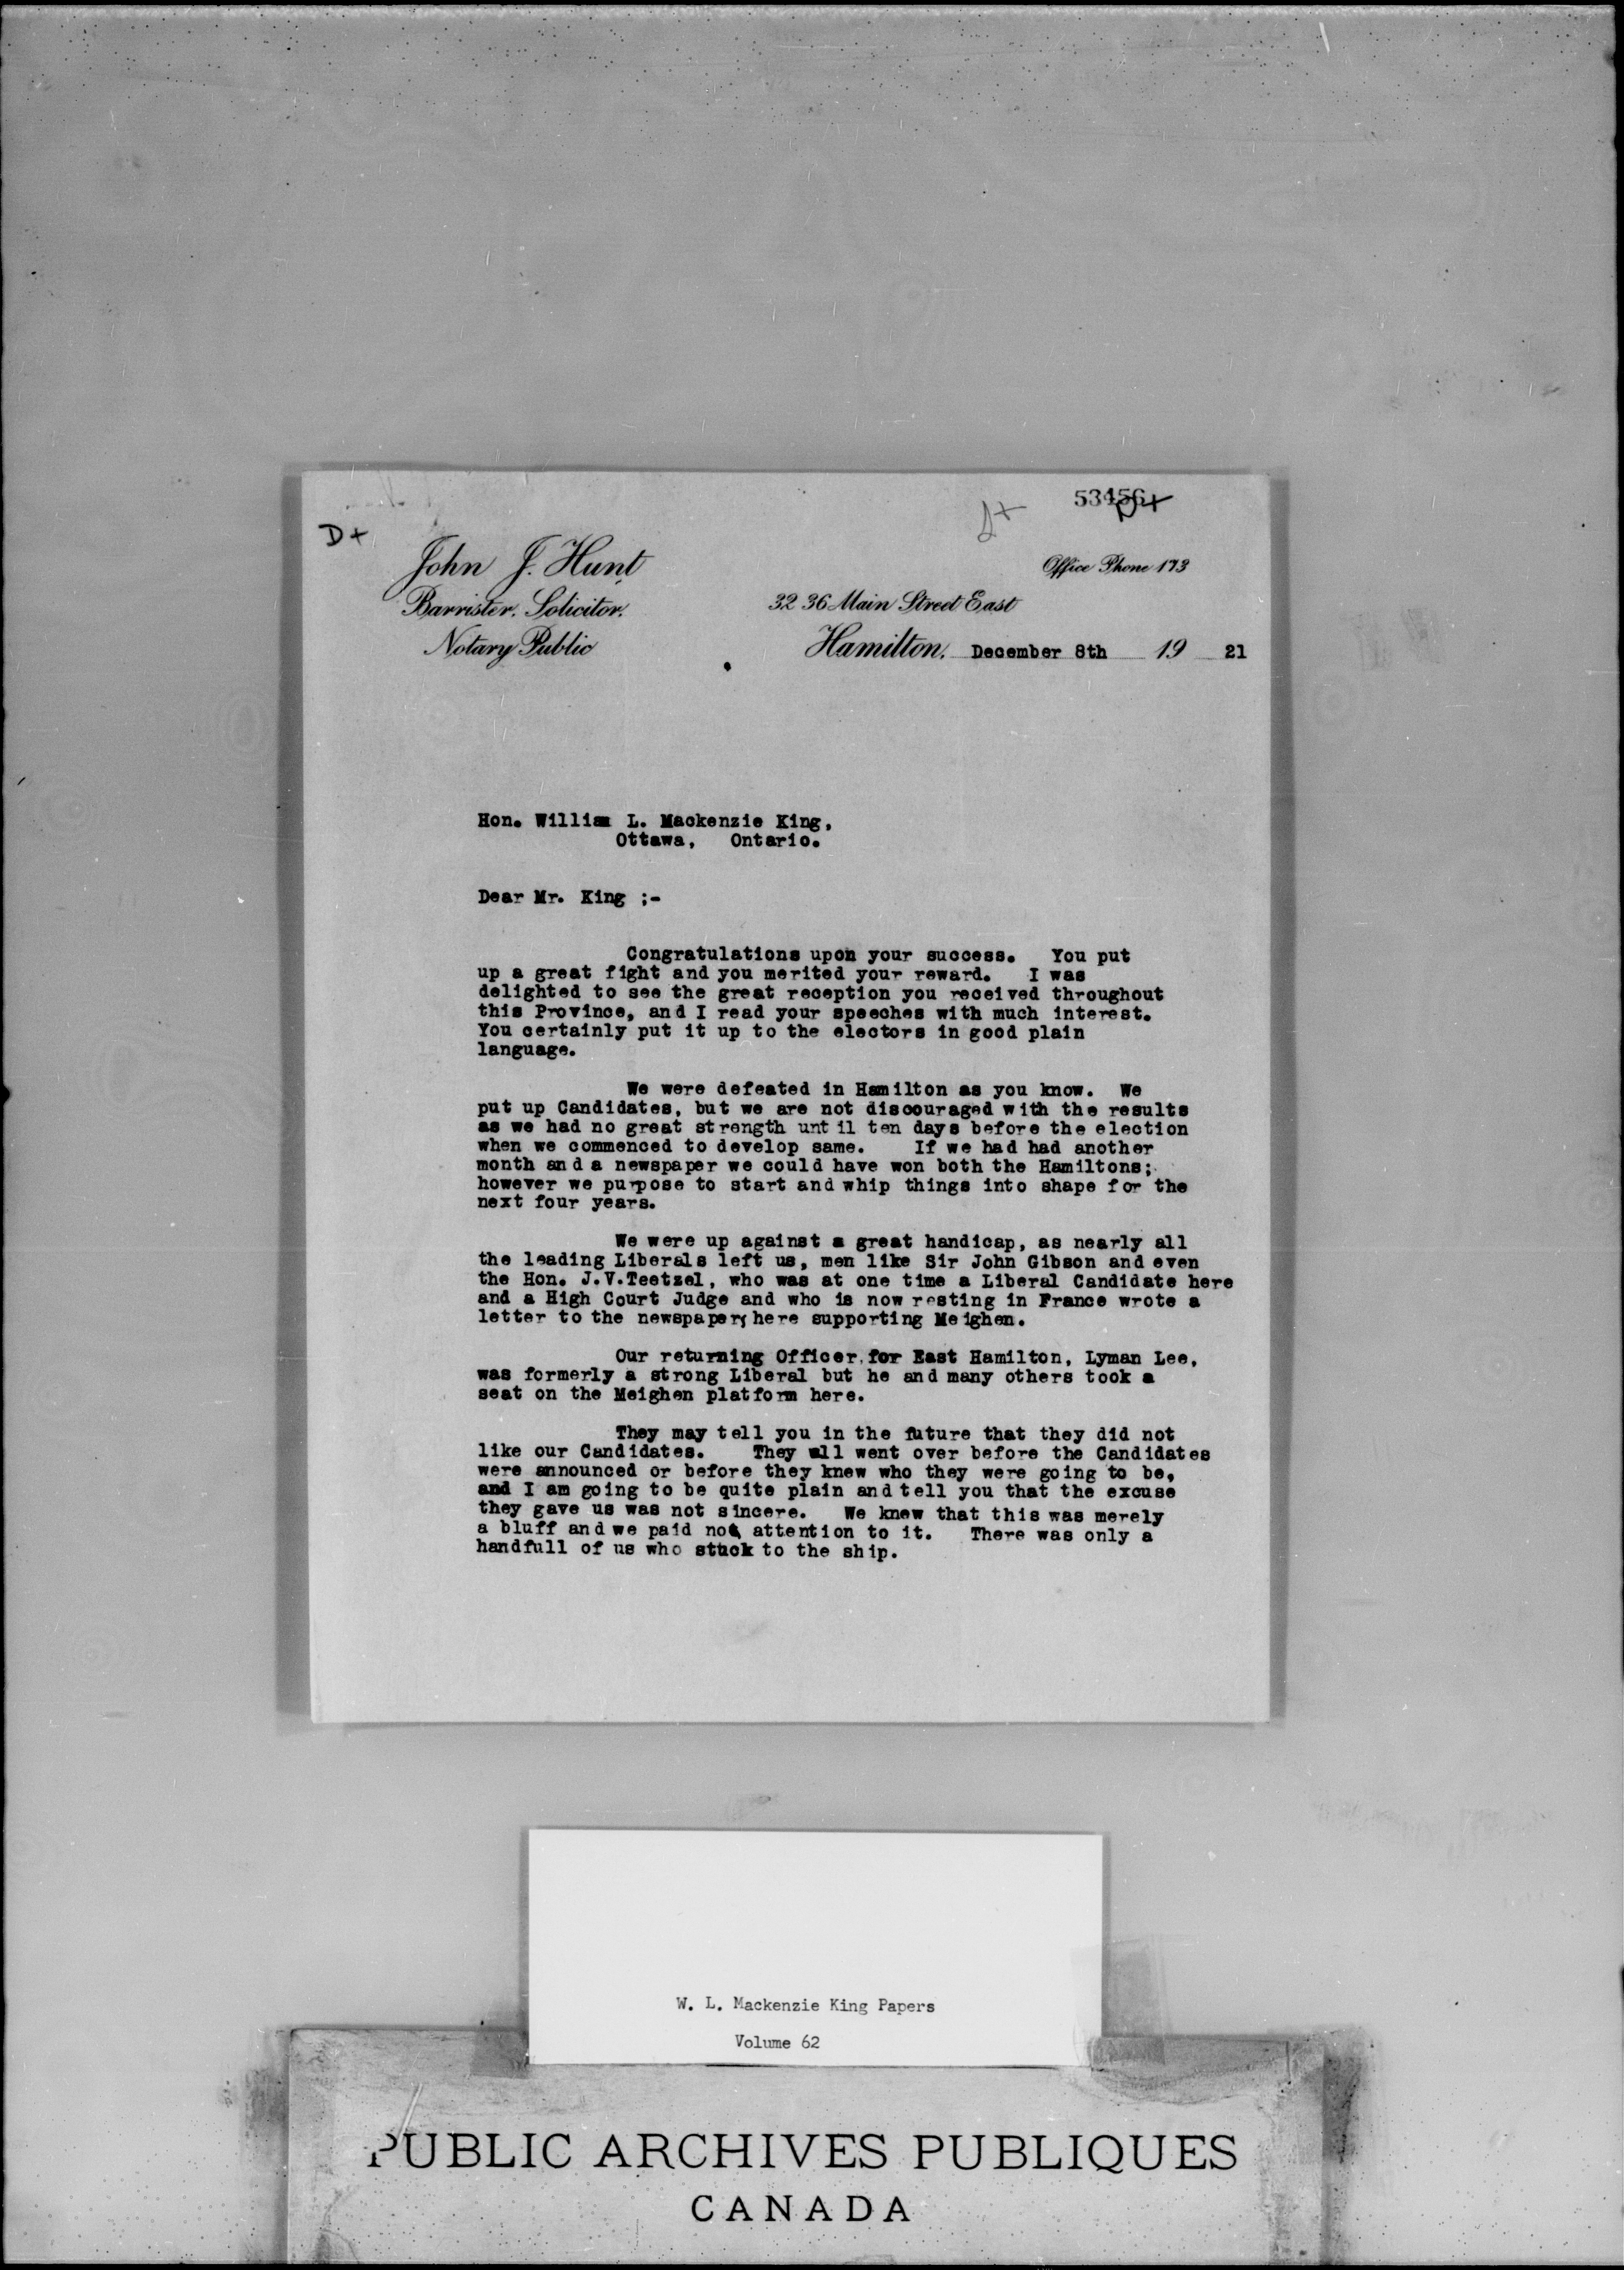 53456
D+
D+
D+
John J. Hunt
Barrister, Solicitor,
Notary Public
Office Phone 173
32 36 Main Street East
Hamilton, December 8th 19 21
Hon. William L. Mackenzie King,
Ottawa, Ontario.
Dear Mr. King ;-
Congratulations upon your success. You put
up a great fight and you merited your reward. I was
delighted to see the great reception you received throughout
this Province, and I read your speeches with much interest.
You certainly put it up to the electors in good plain
language.
We were defeated in Hamilton as you know. We
put up Candidates, but we are not discouraged with the results
as we had no great strength until ten days before the election
when we commenced to develop same. If we had had another
month and a newspaper we could have won both the Hamiltons;
however we purpose to start and whip things into shape for the
next four years.
We were up against a great handicap, as nearly all
the leading Liberals left us, men like Sir John Gibson and even
the Hon. J.V.Teetzel, who was at one time a Liberal Candidate here
and a High Court Judge and who is now resting in France wrote a
letter to the newspapers here supporting Meighen.
Our returning Officer for East Hamilton, Lyman Lee,
was formerly a strong Liberal but he and many others took a
seat on the Meighen platform here.
They may tell you in the future that they did not
like our Candidates. They all went over before the Candidates
were announced or before they knew who they were going to be,
and I am going to be quite plain and tell you that the excuse
they gave us was not sincere. We knew that this was merely
a bluff and we paid no attention to it. There was only a
handfull of us who stuck to the ship.
W. L. Mackenzie King Papers
Volume 62
PUBLIC ARCHIVES PUBLIQUES
CANADA